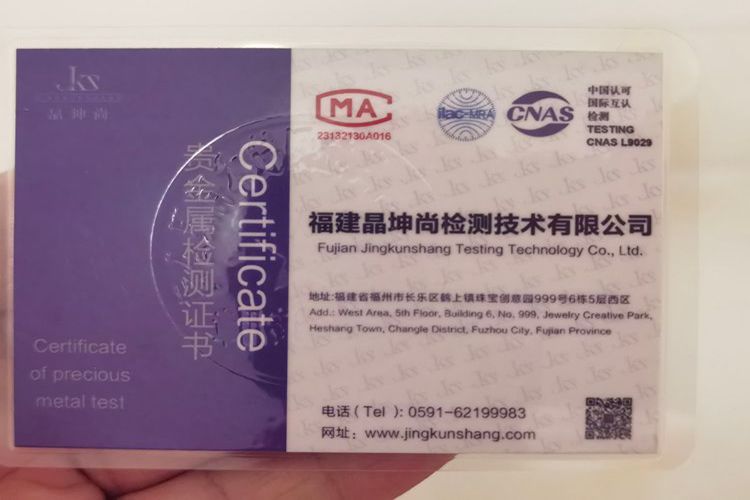 Jks
晶坤尚
贵金属检测证书
Certificate
Certificate
of precious
metal test
MA
23132130A016
ilac-MRA
CNAS
中国认可
国际互认
检测
TESTING
CNAS L9029
福建晶坤尚检测技术有限公司
Fujian Jingkunshang Testing Technology Co., Ltd.
地址:福建省福州市长乐区鹤上镇珠宝创意园999号6栋5层西区
Add.: West Area, 5th Floor, Building 6, No. 999, Jewelry Creative Park,
Heshang Town, Changle District, Fuzhou City, Fujian Province
电话 ( Tel ): 0591-62199983
网址: www.jingkunshang.com